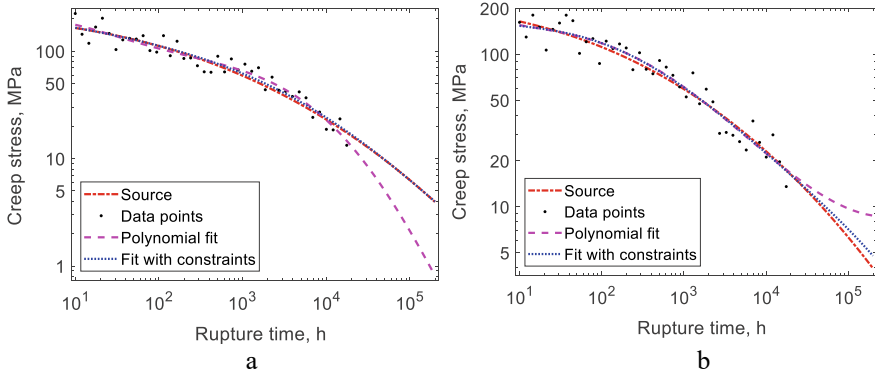 100
50
10
5
1
Creep stress, MPa
Source
Data points
Polynomial fit
Fit with constraints
10^1
10^2
10^3
10^4
10^5
Rupture time, h
a
200
100
50
20
10
5
Creep stress, MPa
Source
Data points
Polynomial fit
Fit with constraints
10^1
10^2
10^3
10^4
10^5
Rupture time, h
b